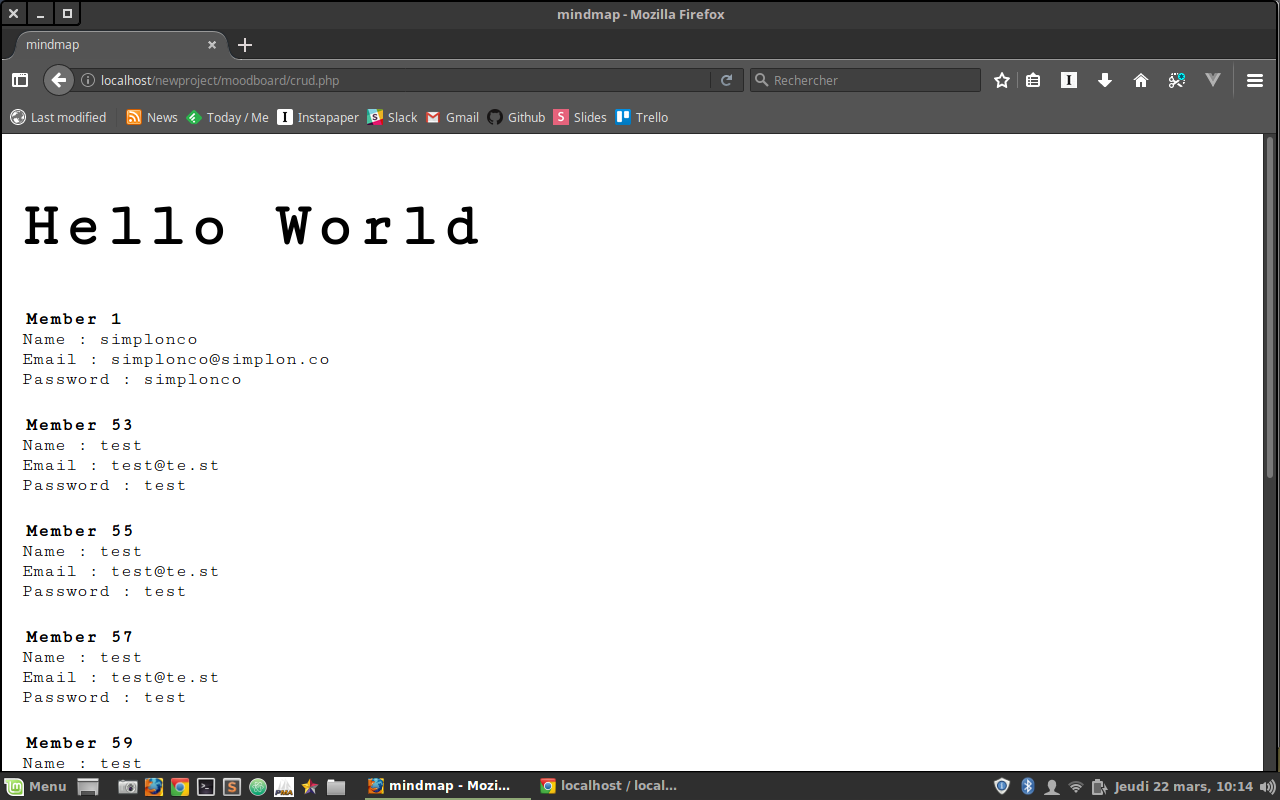 mindmap - Mozilla Firefox
mindmap
localhost/newproject/moodboard/crud.php
Rechercher
Last modified
News
Today / Me
Instapaper
Slack
Gmail
Github
Slides
Trello
Hello World
Member 1
Name : simplonco
Email : simplonco@simplon.co
Password : simplonco
Member 53
Name : test
Email : test@te.st
Password : test
Member 55
Name : test
Email : test@te.st
Password : test
Member 57
Name : test
Email : test@te.st
Password : test
Member 59
Name : test
Menu
mindmap - Mozi...
localhost / local...
Jeudi 22 mars, 10:14